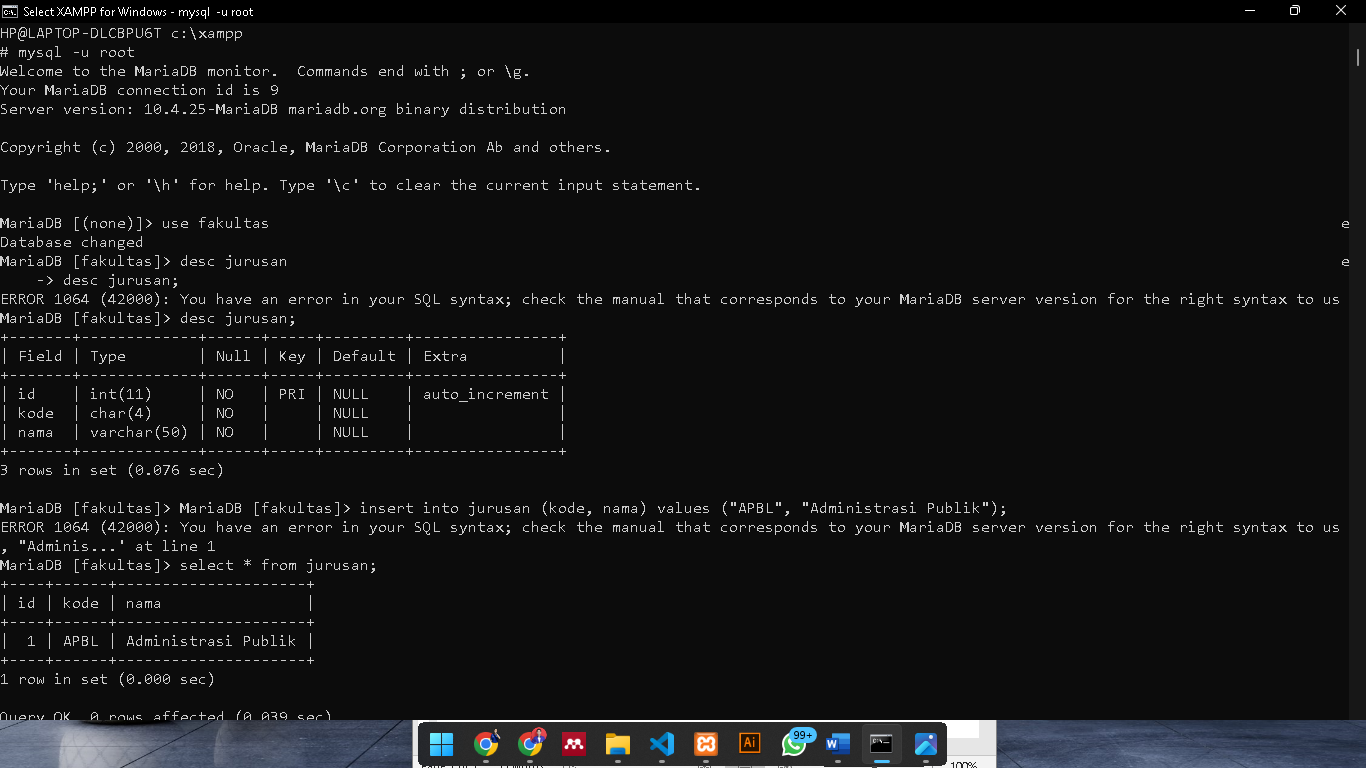 Select XAMPP for Windows - mysql -u root
HP@LAPTOP-DLCBPU6T c:\xampp
# mysql -u root
Welcome to the MariaDB monitor.  Commands end with ; or \g.
Your MariaDB connection id is 9
Server version: 10.4.25-MariaDB mariadb.org binary distribution
Copyright (c) 2000, 2018, Oracle, MariaDB Corporation Ab and others.
Type 'help;' or '\h' for help. Type '\c' to clear the current input statement.
MariaDB [(none)]> use fakultas e
Database changed
MariaDB [fakultas]> desc jurusan e
    -> desc jurusan;
ERROR 1064 (42000): You have an error in your SQL syntax; check the manual that corresponds to your MariaDB server version for the right syntax to us
MariaDB [fakultas]> desc jurusan;
+-------+-------------+------+-----+---------+----------------+
| Field | Type        | Null | Key | Default | Extra          |
+-------+-------------+------+-----+---------+----------------+
| id    | int(11)     | NO   | PRI | NULL    | auto_increment |
| kode  | char(4)     | NO   |     | NULL    |                |
| nama  | varchar(50) | NO   |     | NULL    |                |
+-------+-------------+------+-----+---------+----------------+
3 rows in set (0.076 sec)
MariaDB [fakultas]> MariaDB [fakultas]> insert into jurusan (kode, nama) values ("APBL", "Administrasi Publik");
ERROR 1064 (42000): You have an error in your SQL syntax; check the manual that corresponds to your MariaDB server version for the right syntax to us
, "Adminis...' at line 1
MariaDB [fakultas]> select * from jurusan;
+----+------+---------------------+
| id | kode | nama                |
+----+------+---------------------+
|  1 | APBL | Administrasi Publik |
+----+------+---------------------+
1 row in set (0.000 sec)
Query OK, 0 rows affected (0.039 sec)
Ai
99+
100%